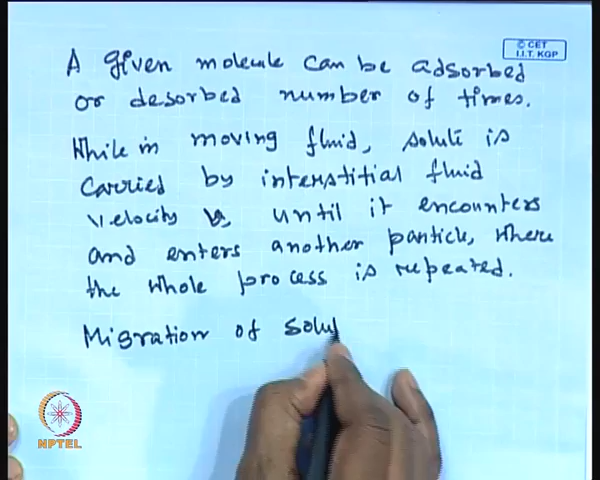 © CET
I.I.T. KGP
A given molecule can be adsorbed
or desorbed number of times.
While in moving fluid, solute is
carried by interstitial fluid
velocity until it encounters
and enters another particle, where
the whole process is repeated.
Migration of solu
NPTEL